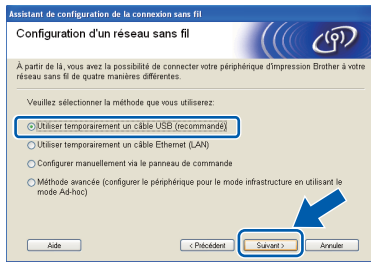 Assistant de configuration de la connexion sans fil
Configuration d'un réseau sans fil
À partir de là, vous avez la possibilité de connecter votre périphérique d'impression Brother à votre
réseau sans fil de quatre manières différentes.
Veuillez sélectionner la méthode que vous utiliserez:
Utiliser temporairement un câble USB (recommandé)
Utiliser temporairement un câble Ethernet (LAN)
Configurer manuellement via le panneau de commande
Méthode avancée (configurer le périphérique pour le mode infrastructure en utilisant le
mode Ad-hoc)
Aide
< Précédent
Suivant >
Annuler